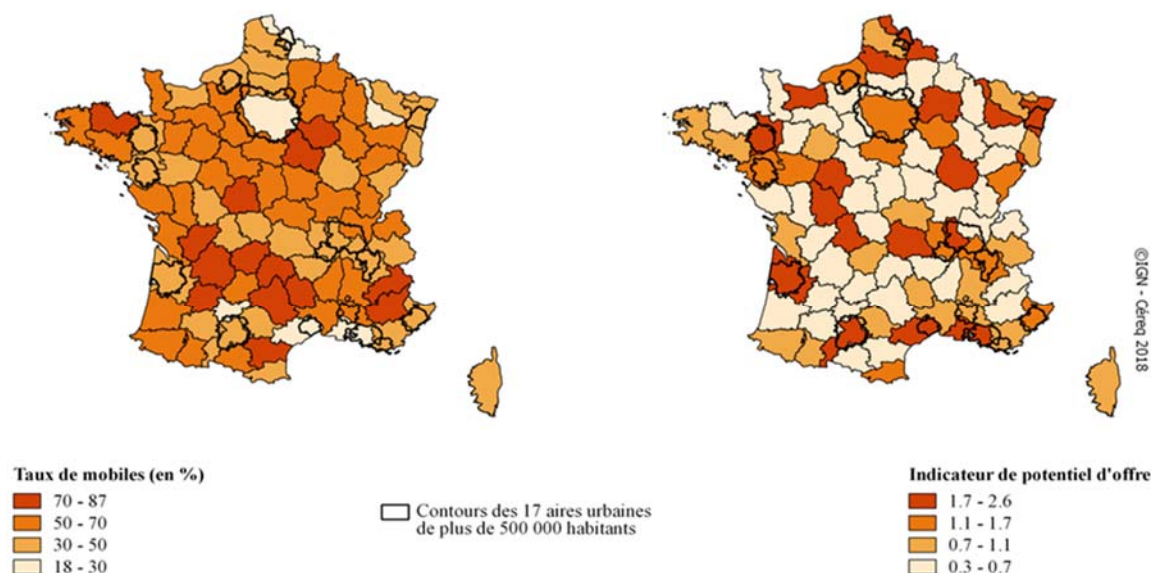 ©IGN - Céreq 2018
Taux de mobiles (en %)
70 - 87
50 - 70
30 - 50
18 - 30
Contours des 17 aires urbaines
de plus de 500 000 habitants
Indicateur de potentiel d'offre
1.7 - 2.6
1.1 - 1.7
0.7 - 1.1
0.3 - 0.7